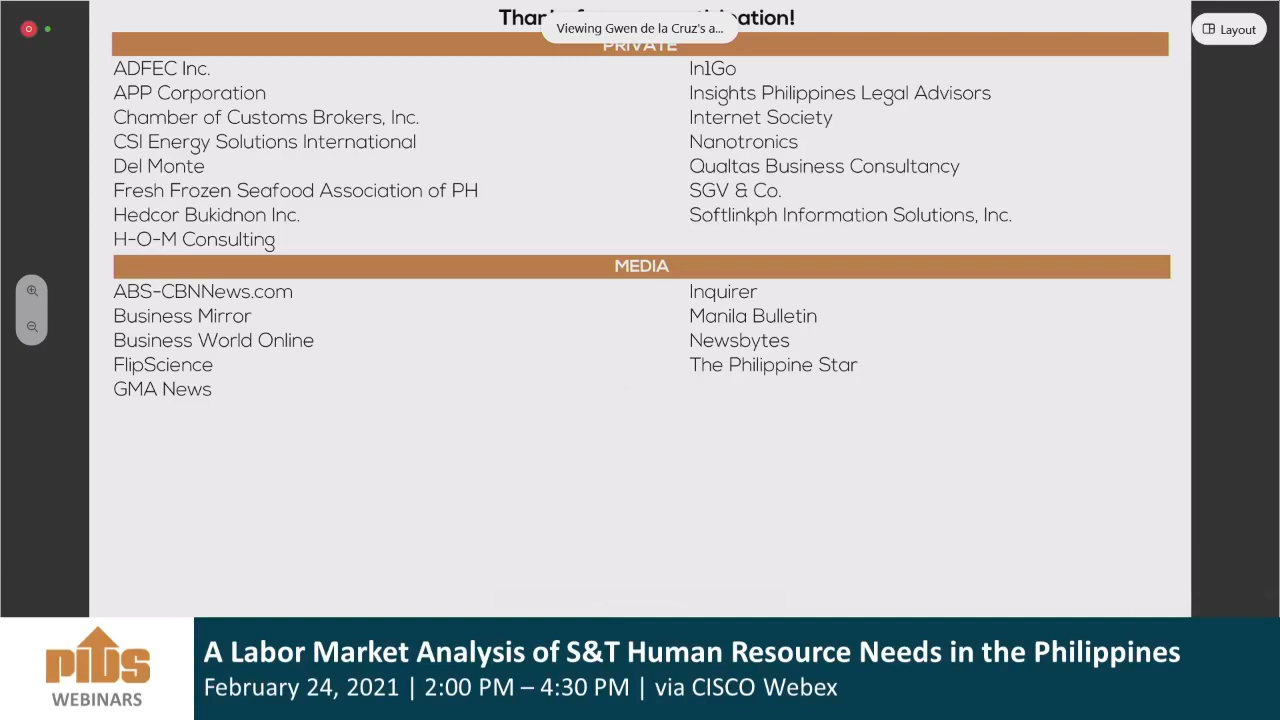 Than
ation!
Viewing Gwen de la Cruz's a...
Layout
PRIVATE
ADFEC Inc.
APP Corporation
Chamber of Customs Brokers, Inc.
CSI Energy Solutions International
Del Monte
Fresh Frozen Seafood Association of PH
Hedcor Bukidnon Inc.
H-O-M Consulting
In1Go
Insights Philippines Legal Advisors
Internet Society
Nanotronics
Qualtas Business Consultancy
SGV & Co.
Softlinkph Information Solutions, Inc.
MEDIA
ABS-CBNNews.com
Business Mirror
Business World Online
FlipScience
GMA News
Inquirer
Manila Bulletin
Newsbytes
The Philippine Star
PIDS
WEBINARS
A Labor Market Analysis of S&T Human Resource Needs in the Philippines
February 24, 2021 | 2:00 PM – 4:30 PM | via CISCO Webex